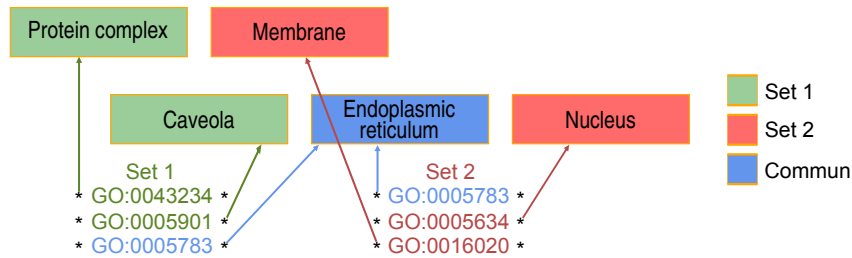 Protein complex
Membrane
Caveola
Endoplasmic
reticulum
Nucleus
Set 1
Set 2
Commun
Set 1
* GO:0043234 *
* GO:0005901 *
* GO:0005783 *
Set 2
* GO:0005783 *
* GO:0005634 *
* GO:0016020 *